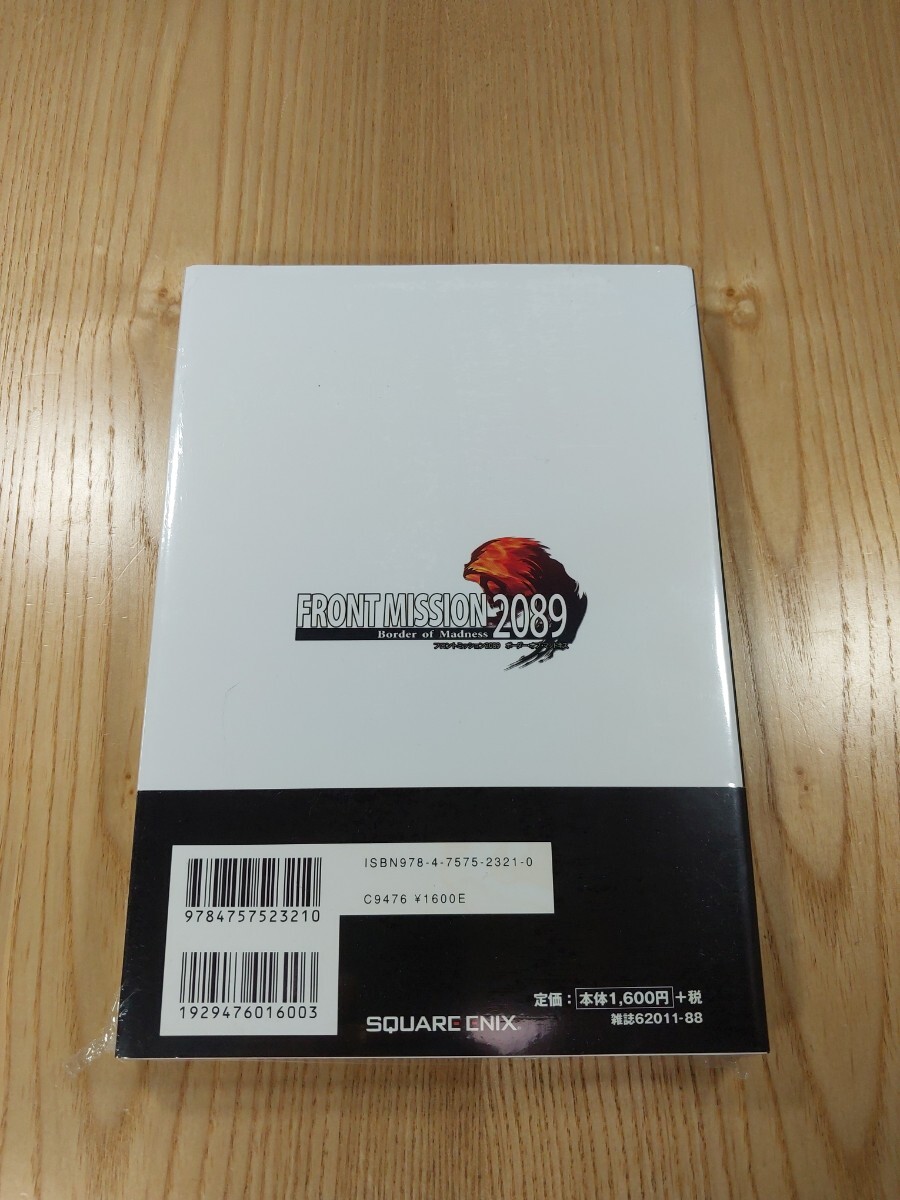 FRONT MISSION 2089
Border of Madness
フロントミッション2089 ボーダー・オブ・マッドネス
ISBN978-4-7575-2321-0
C9476 ¥1600E
9784757523210
1929476016003
定価：本体1,600円+税
雑誌62011-88
SQUARE ENIX